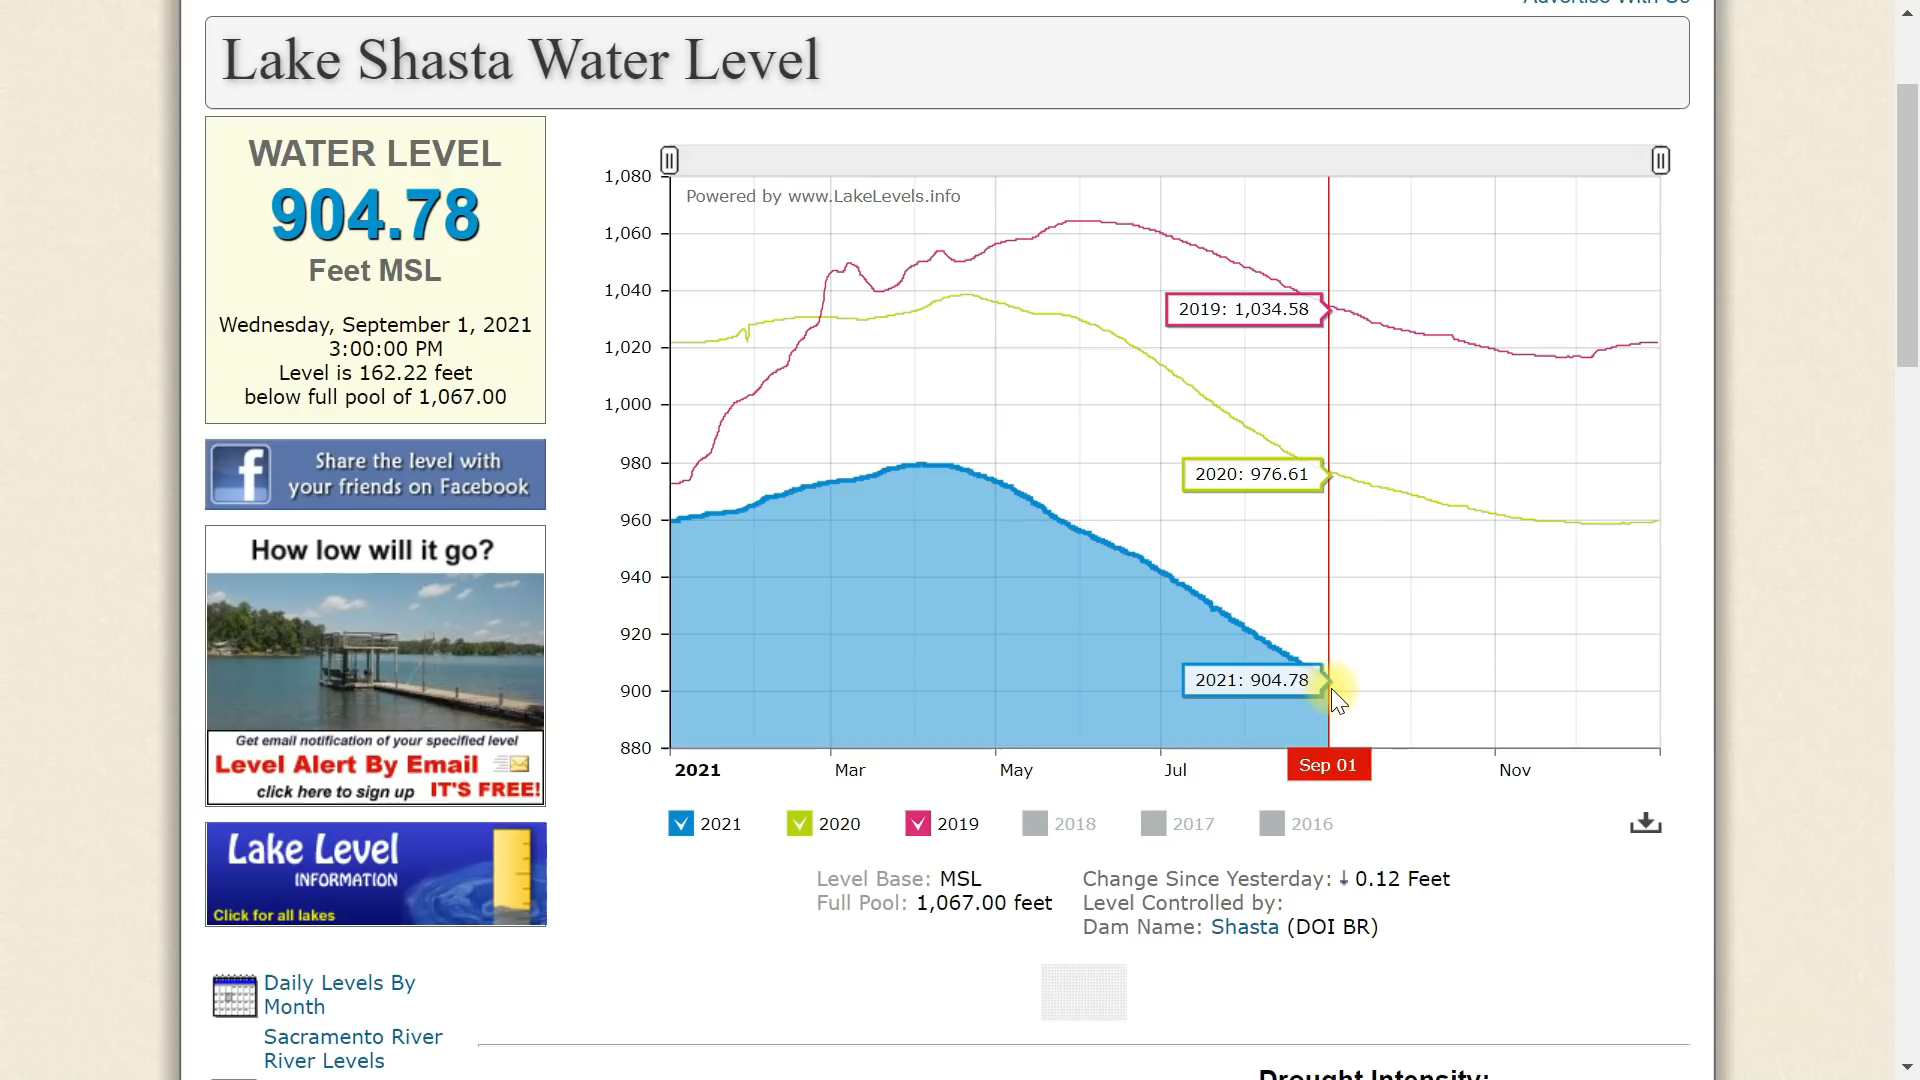 Advertise With Us
Lake Shasta Water Level
WATER LEVEL
904.78
Feet MSL
Wednesday, September 1, 2021
3:00:00 PM
Level is 162.22 feet
below full pool of 1,067.00
f
Share the level with
your friends on Facebook
How low will it go?
Get email notification of your specified level
Level Alert By Email
click here to sign up IT'S FREE!
Lake Level
INFORMATION
Click for all lakes
Daily Levels By
Month
Sacramento River
River Levels
Powered by www.LakeLevels.info
1,080
1,060
1,040
1,020
1,000
980
960
940
920
900
880
2019: 1,034.58
2020: 976.61
2021: 904.78
2021 Mar May Jul Sep 01 Nov
2021 2020 2019 2018 2017 2016
Level Base: MSL
Full Pool: 1,067.00 feet
Change Since Yesterday: ↓ 0.12 Feet
Level Controlled by:
Dam Name: Shasta (DOI BR)
Drought Intensity: